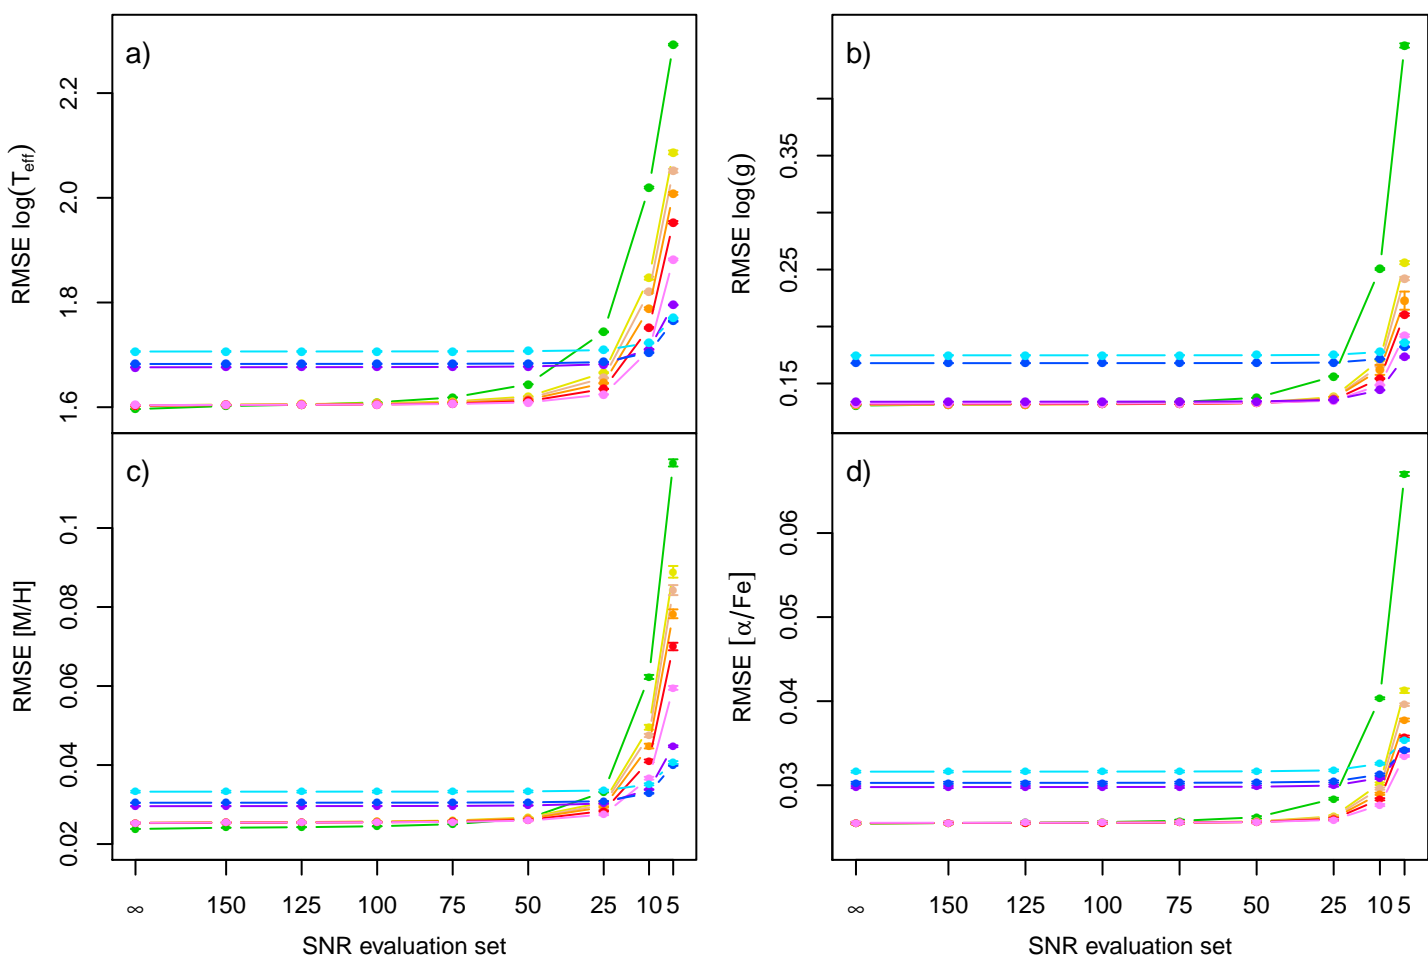 a)
RMSE log(Teff)
2.2
2.0
1.8
1.6
b)
RMSE log(g)
0.35
0.25
0.15
c)
RMSE [M/H]
0.1
0.08
0.06
0.04
0.02
∞ 150 125 100 75 50 25 10 5
SNR evaluation set
d)
RMSE [α/Fe]
0.06
0.05
0.04
0.03
∞ 150 125 100 75 50 25 10 5
SNR evaluation set